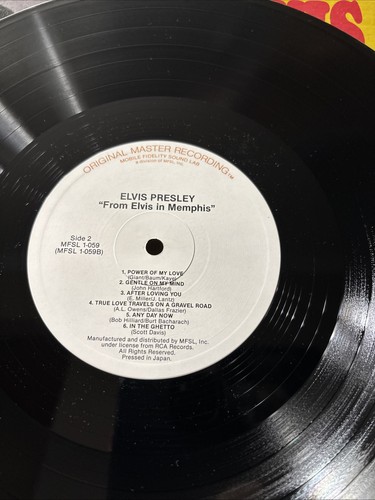 ORIGINAL MASTER RECORDING™
MOBILE FIDELITY SOUND LAB
a division of MFSL, Inc.
ELVIS PRESLEY
"From Elvis in Memphis"
Side 2
MFSL 1-059
(MFSL 1-059B)
1. POWER OF MY LOVE
(Giant/Baum/Kaye)
2. GENTLE ON MY MIND
(John Hartford)
3. AFTER LOVING YOU
(E. Miller/J. Lantz)
4. TRUE LOVE TRAVELS ON A GRAVEL ROAD
(A.L. Owens/Dallas Frazier)
5. ANY DAY NOW
(Bob Hilliard/Burt Bacharach)
6. IN THE GHETTO
(Scott Davis)
Manufactured and distributed by MFSL, Inc.
under license from RCA Records.
All Rights Reserved.
Pressed in Japan.